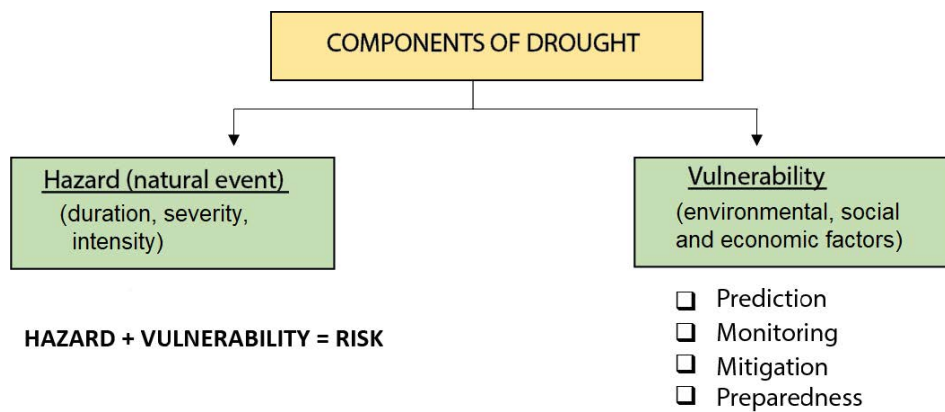 COMPONENTS OF DROUGHT
Hazard (natural event)
(duration, severity,
intensity)
Vulnerability
(environmental, social
and economic factors)
❑ Prediction
❑ Monitoring
❑ Mitigation
❑ Preparedness
HAZARD + VULNERABILITY = RISK